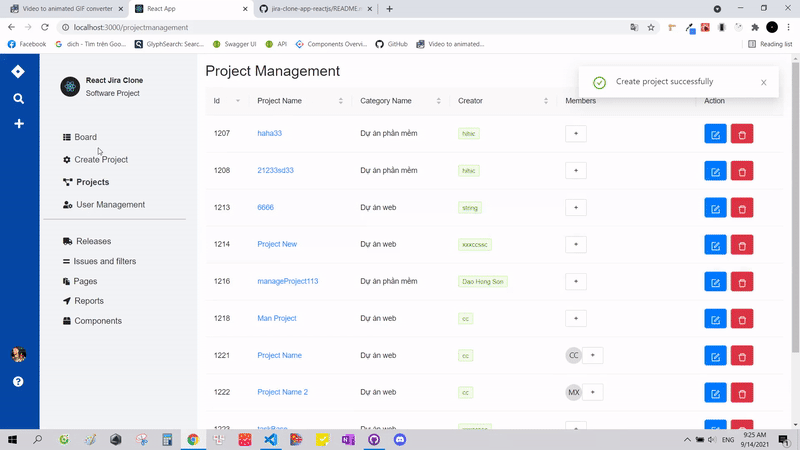 Video to animated GIF converter
React App
jira-clone-app-reactjs/README.m
localhost:3000/projectmanagement
Facebook
dich - Tìm trên Goo...
GlyphSearch: Searc...
Swagger UI
API
Components Overvi...
GitHub
Video to animated...
Reading list
React Jira Clone
Software Project
Board
Create Project
Projects
User Management
Releases
Issues and filters
Pages
Reports
Components
Project Management
Create project successfully
Id Project Name Category Name Creator Members Action
1207 haha33 Dự án phần mềm +
1208 21233sd33 Dự án phần mềm +
1213 6666 Dự án web string +
1214 Project New Dự án web xxxccsac +
1216 manageProject113 Dự án phần mềm Dao Hong Son +
1218 Man Project Dự án web cc +
1221 Project Name Dự án web cc CC +
1222 Project Name 2 Dự án web cc MX +
1223 taskBase Dự án web
ENG
9:25 AM
9/14/2021